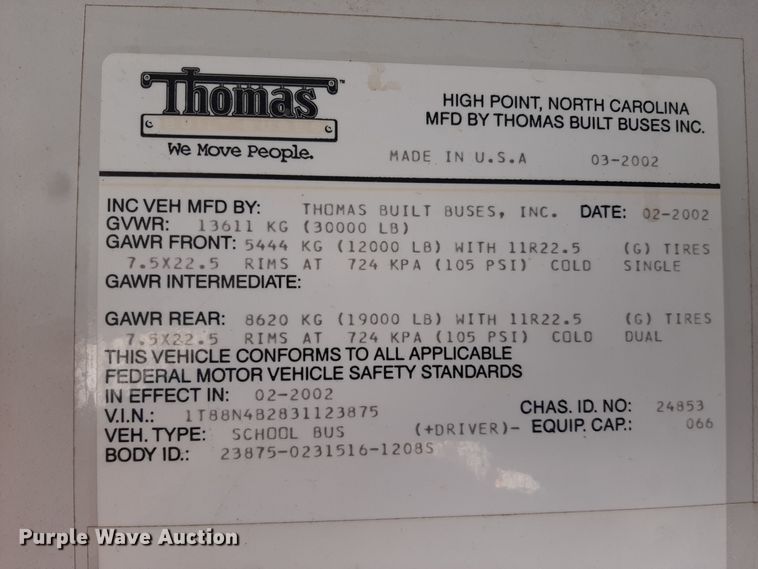 Thomas™
We Move People.
HIGH POINT, NORTH CAROLINA
MFD BY THOMAS BUILT BUSES INC.
MADE IN U.S.A 03-2002
INC VEH MFD BY: THOMAS BUILT BUSES, INC. DATE: 02-2002
GVWR: 13611 KG (30000 LB)
GAWR FRONT: 5444 KG (12000 LB) WITH 11R22.5 (G) TIRES
7.5X22.5 RIMS AT 724 KPA (105 PSI) COLD SINGLE
GAWR INTERMEDIATE:
GAWR REAR: 8620 KG (19000 LB) WITH 11R22.5 (G) TIRES
7.5X22.5 RIMS AT 724 KPA (105 PSI) COLD DUAL
THIS VEHICLE CONFORMS TO ALL APPLICABLE
FEDERAL MOTOR VEHICLE SAFETY STANDARDS
IN EFFECT IN: 02-2002
V.I.N.: 1T88N4B2831123875 CHAS. ID. NO: 24853
VEH. TYPE: SCHOOL BUS (+DRIVER)- EQUIP. CAP.: 066
BODY ID.: 23875-0231516-1208S
Purple Wave Auction